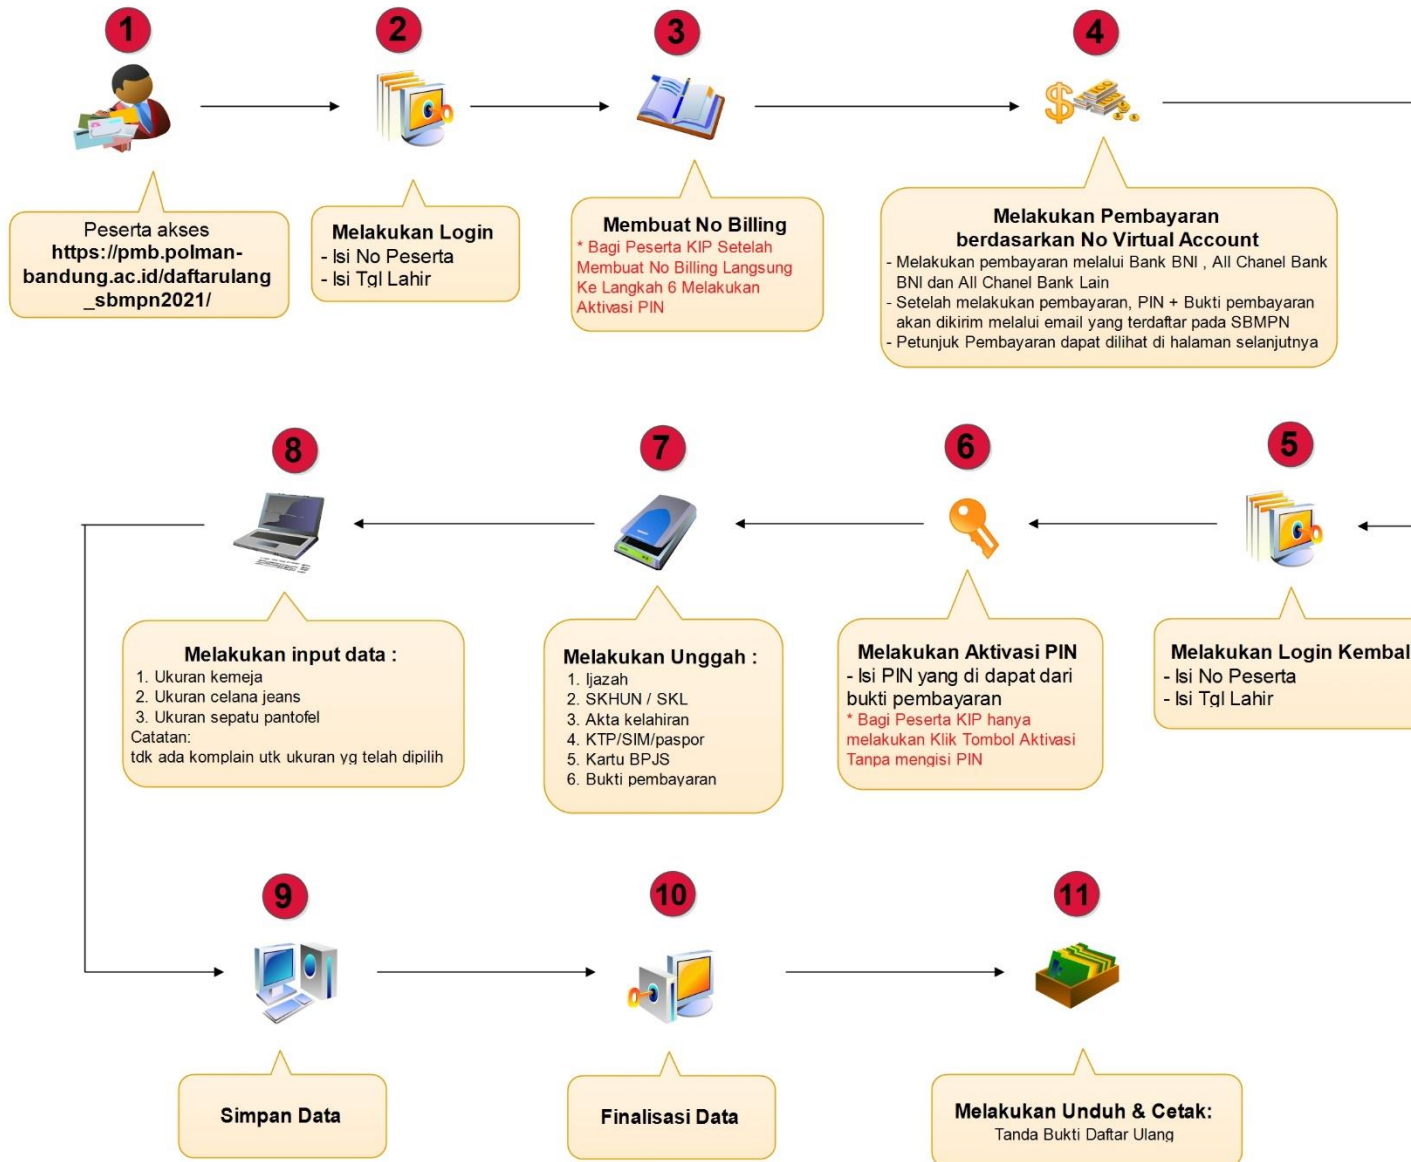 1
2
3
4
Peserta akses
https://pmb.polman-
bandung.ac.id/daftarulang
_sbmpn2021/
Melakukan Login
- Isi No Peserta
- Isi Tgl Lahir
Membuat No Billing
* Bagi Peserta KIP Setelah
Membuat No Billing Langsung
Ke Langkah 6 Melakukan
Aktivasi PIN
Melakukan Pembayaran
berdasarkan No Virtual Account
- Melakukan pembayaran melalui Bank BNI , All Chanel Bank
BNI dan All Chanel Bank Lain
- Setelah melakukan pembayaran, PIN + Bukti pembayaran
akan dikirim melalui email yang terdaftar pada SBMPN
- Petunjuk Pembayaran dapat dilihat di halaman selanjutnya
8
7
6
5
Melakukan input data :
1. Ukuran kemeja
2. Ukuran celana jeans
3. Ukuran sepatu pantofel
Catatan:
tdk ada komplain utk ukuran yg telah dipilih
Melakukan Unggah :
1. Ijazah
2. SKHUN / SKL
3. Akta kelahiran
4. KTP/SIM/paspor
5. Kartu BPJS
6. Bukti pembayaran
Melakukan Aktivasi PIN
- Isi PIN yang di dapat dari
bukti pembayaran
* Bagi Peserta KIP hanya
melakukan Klik Tombol Aktivasi
Tanpa mengisi PIN
Melakukan Login Kembal
- Isi No Peserta
- Isi Tgl Lahir
9
10
11
Simpan Data
Finalisasi Data
Melakukan Unduh & Cetak:
Tanda Bukti Daftar Ulang